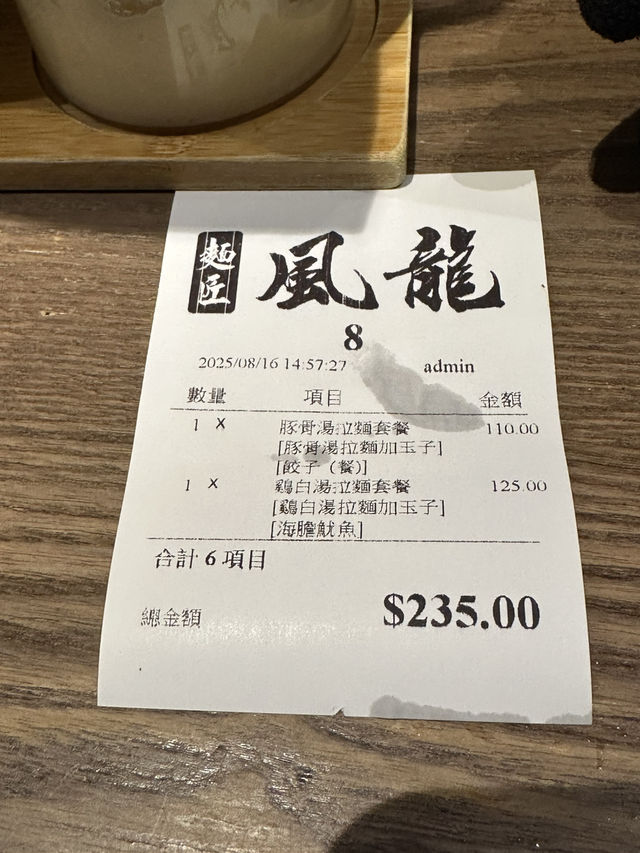 麵匠 風龍
8
2025/08/16 14:57:27 admin
數量 項目 金額
1 X 豚骨湯拉麵套餐 110.00
[豚骨湯拉麵加玉子]
[餃子（餐）]
1 X 鷄白湯拉麵套餐 125.00
[鷄白湯拉麵加玉子]
[海膽魷魚]
合計 6 項目
總金額 $235.00